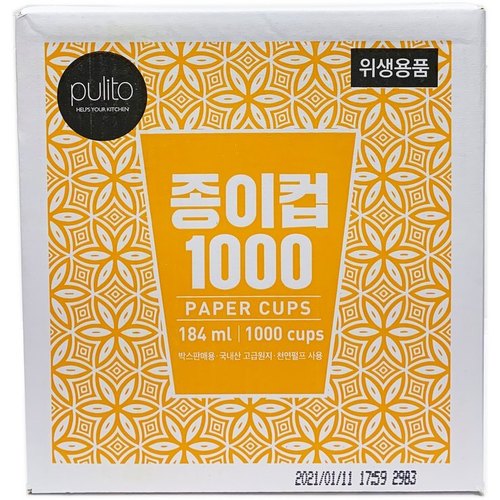 pulito
HELPS YOUR KITCHEN
위생용품
종이컵
1000
PAPER CUPS
184 ml | 1000 cups
박스판매용·국내산 고급원지·천연펄프 사용
2021/01/11 17:59 2983